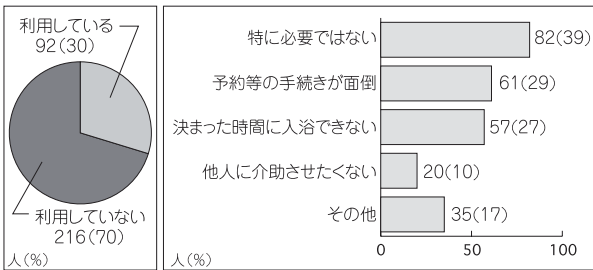 利用している
92(30)
利用していない
216(70)
人(%)
特に必要ではない 82(39)
予約等の手続きが面倒 61(29)
決まった時間に入浴できない 57(27)
他人に介助させたくない 20(10)
その他 35(17)
0 50 100
人(%)